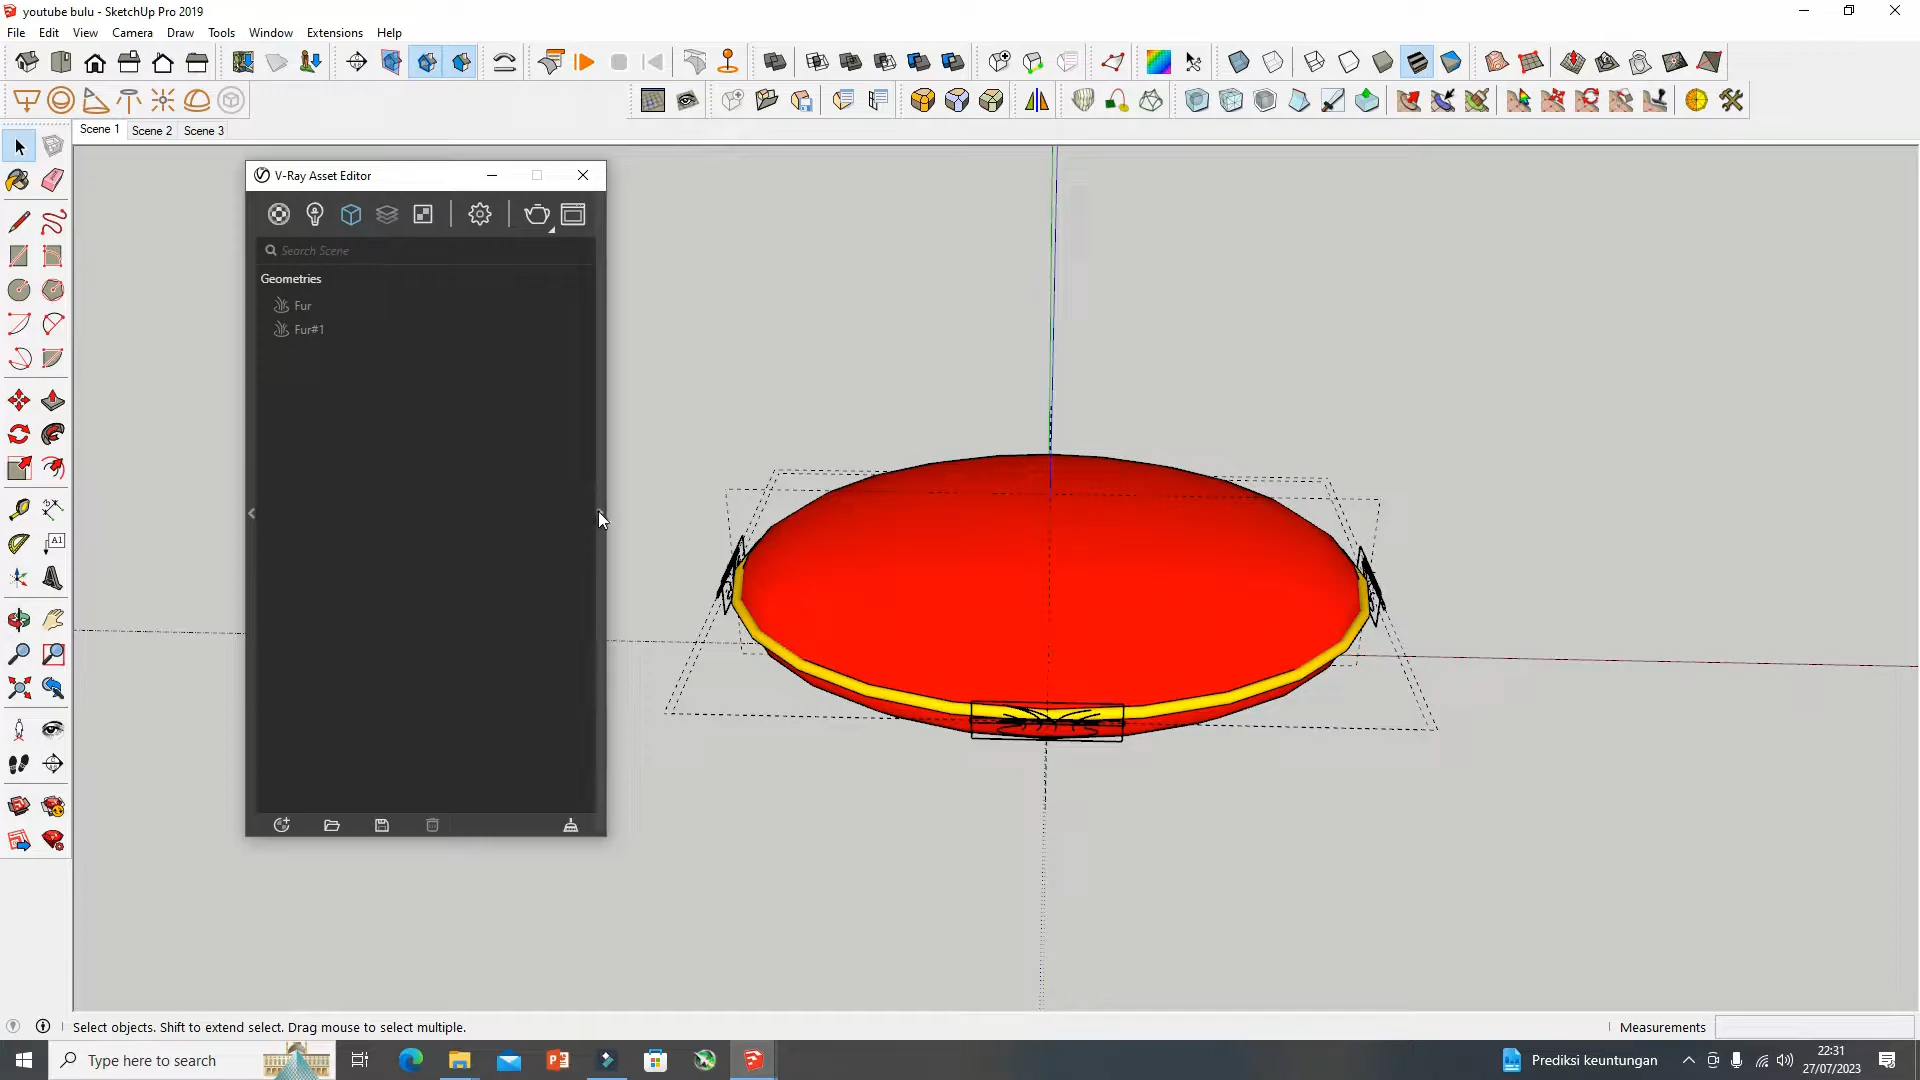 youtube bulu - SketchUp Pro 2019
File Edit View Camera Draw Tools Window Extensions Help
Scene 1 Scene 2 Scene 3
V-Ray Asset Editor
Search Scene
Geometries
Fur
Fur#1
A1
Select objects. Shift to extend select. Drag mouse to select multiple.
Measurements
Type here to search
Prediksi keuntungan
22:31
27/07/2023